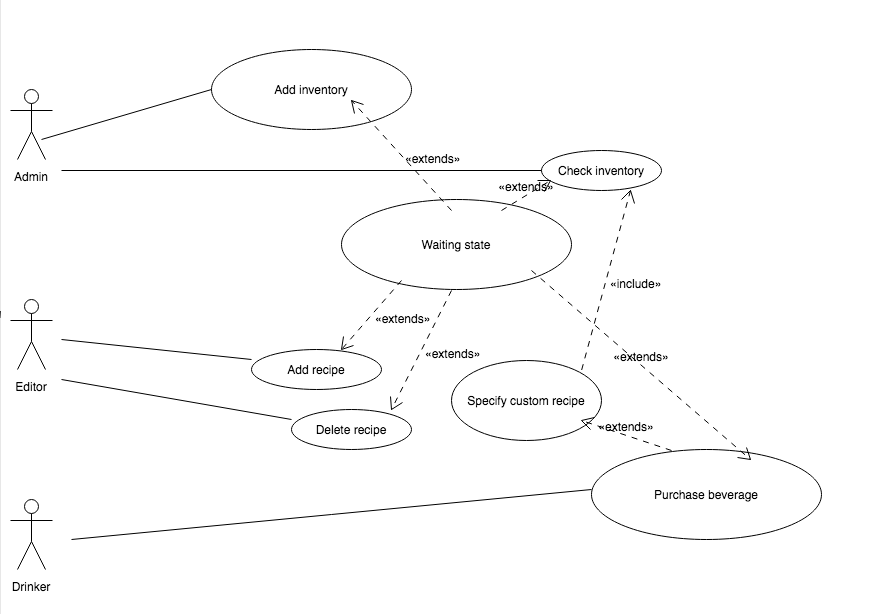 Add inventory
«extends»
Check inventory
Admin
«extends»
Waiting state
«include»
«extends»
«extends»
«extends»
Add recipe
Editor
Specify custom recipe
«extends»
Delete recipe
Purchase beverage
Drinker